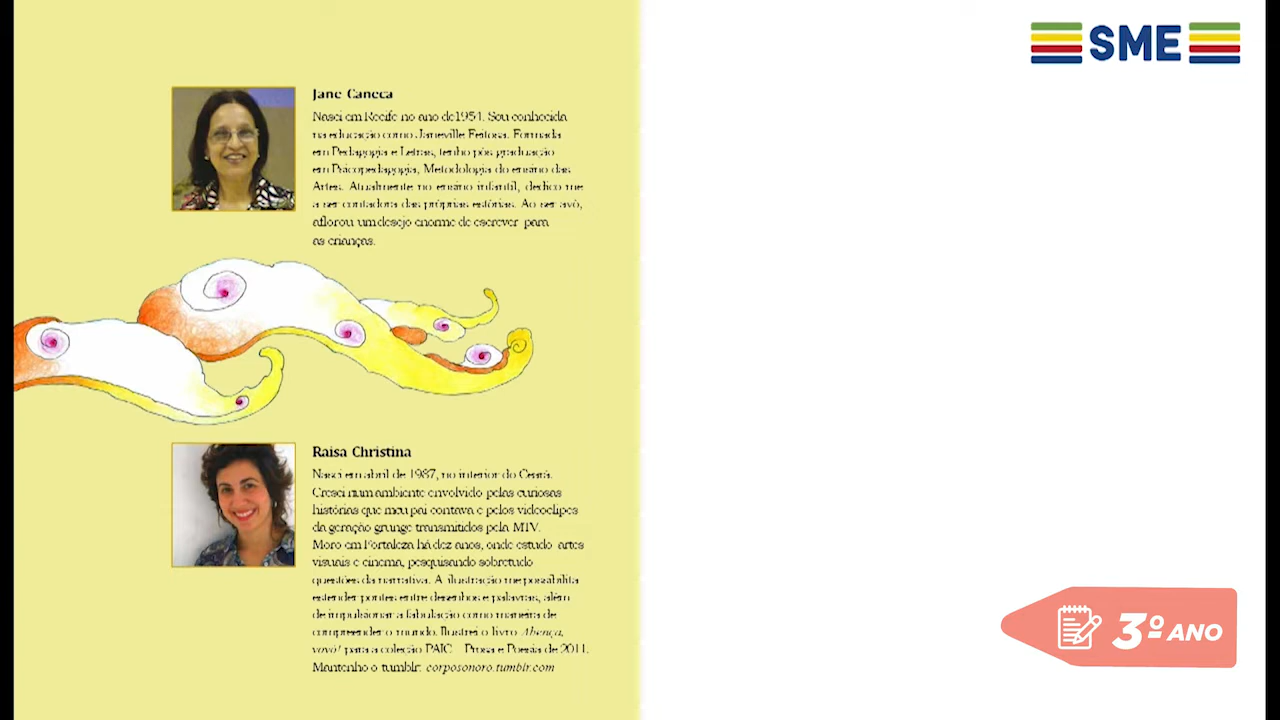 SME
Jane Caneca
Nasci em Recife no ano de 1954. Sou conhecida
na educação como Janeville Feitosa. Formada
em Pedagogia e Letras, tenho pós graduação
em Psicopedagogia, Metodologia do ensino das
Artes. Atualmente no ensino infantil, dedico me
a ser contadora das próprias estórias. Ao ser avó,
aflorou um desejo enorme de escrever para
as crianças.
Raisa Christina
Nasci em abril de 1987, no interior do Ceará.
Cresci num ambiente envolvido pelas curiosas
histórias que meu pai contava e pelos videoclipes
da geração grunge transmitidos pela MTV.
Moro em Fortaleza há dez anos, onde estudo artes
visuais e cinema, pesquisando sobretudo
questões da narrativa. A ilustração me possibilita
estender pontes entre desenhos e palavras, além
de impulsionar a fabulação como maneira de
compreender o mundo. Ilustrei o livro Abença,
vovó! para a coleção PAIC Prosa e Poesia de 2011.
Mantenho o tumblr: corposonoro.tumblr.com
3º ANO